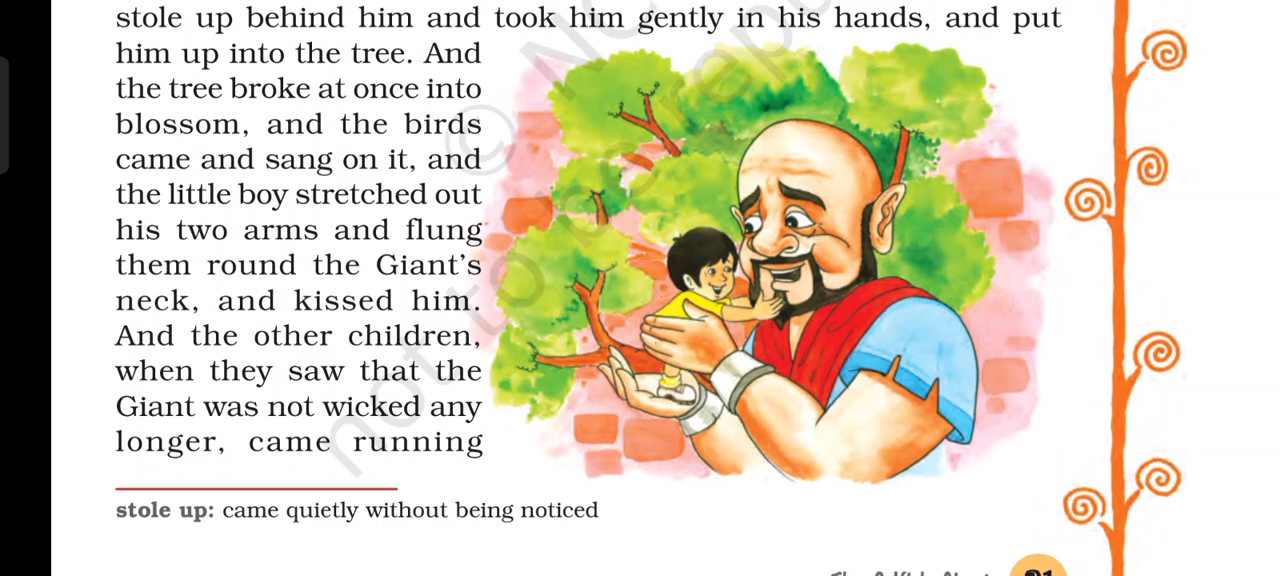 stole up behind him and took him gently in his hands, and put
him up into the tree. And
the tree broke at once into
blossom, and the birds
came and sang on it, and
the little boy stretched out
his two arms and flung
them round the Giant's
neck, and kissed him.
And the other children,
when they saw that the
Giant was not wicked any
longer, came running
stole up: came quietly without being noticed
not to be